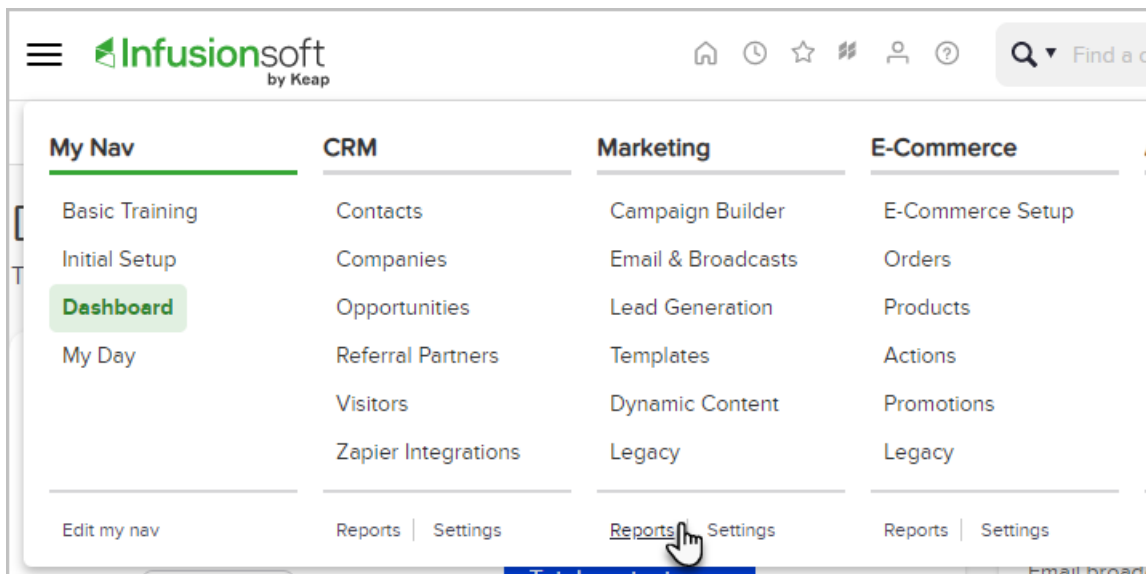 Infusionsoft
by Keap
Find a
My Nav
CRM
Marketing
E-Commerce
Basic Training
Contacts
Campaign Builder
E-Commerce Setup
Initial Setup
Companies
Email & Broadcasts
Orders
Dashboard
Opportunities
Lead Generation
Products
My Day
Referral Partners
Templates
Actions
Visitors
Dynamic Content
Promotions
Zapier Integrations
Legacy
Legacy
Edit my nav
Reports
Settings
Reports
Settings
Reports
Settings
Email broad